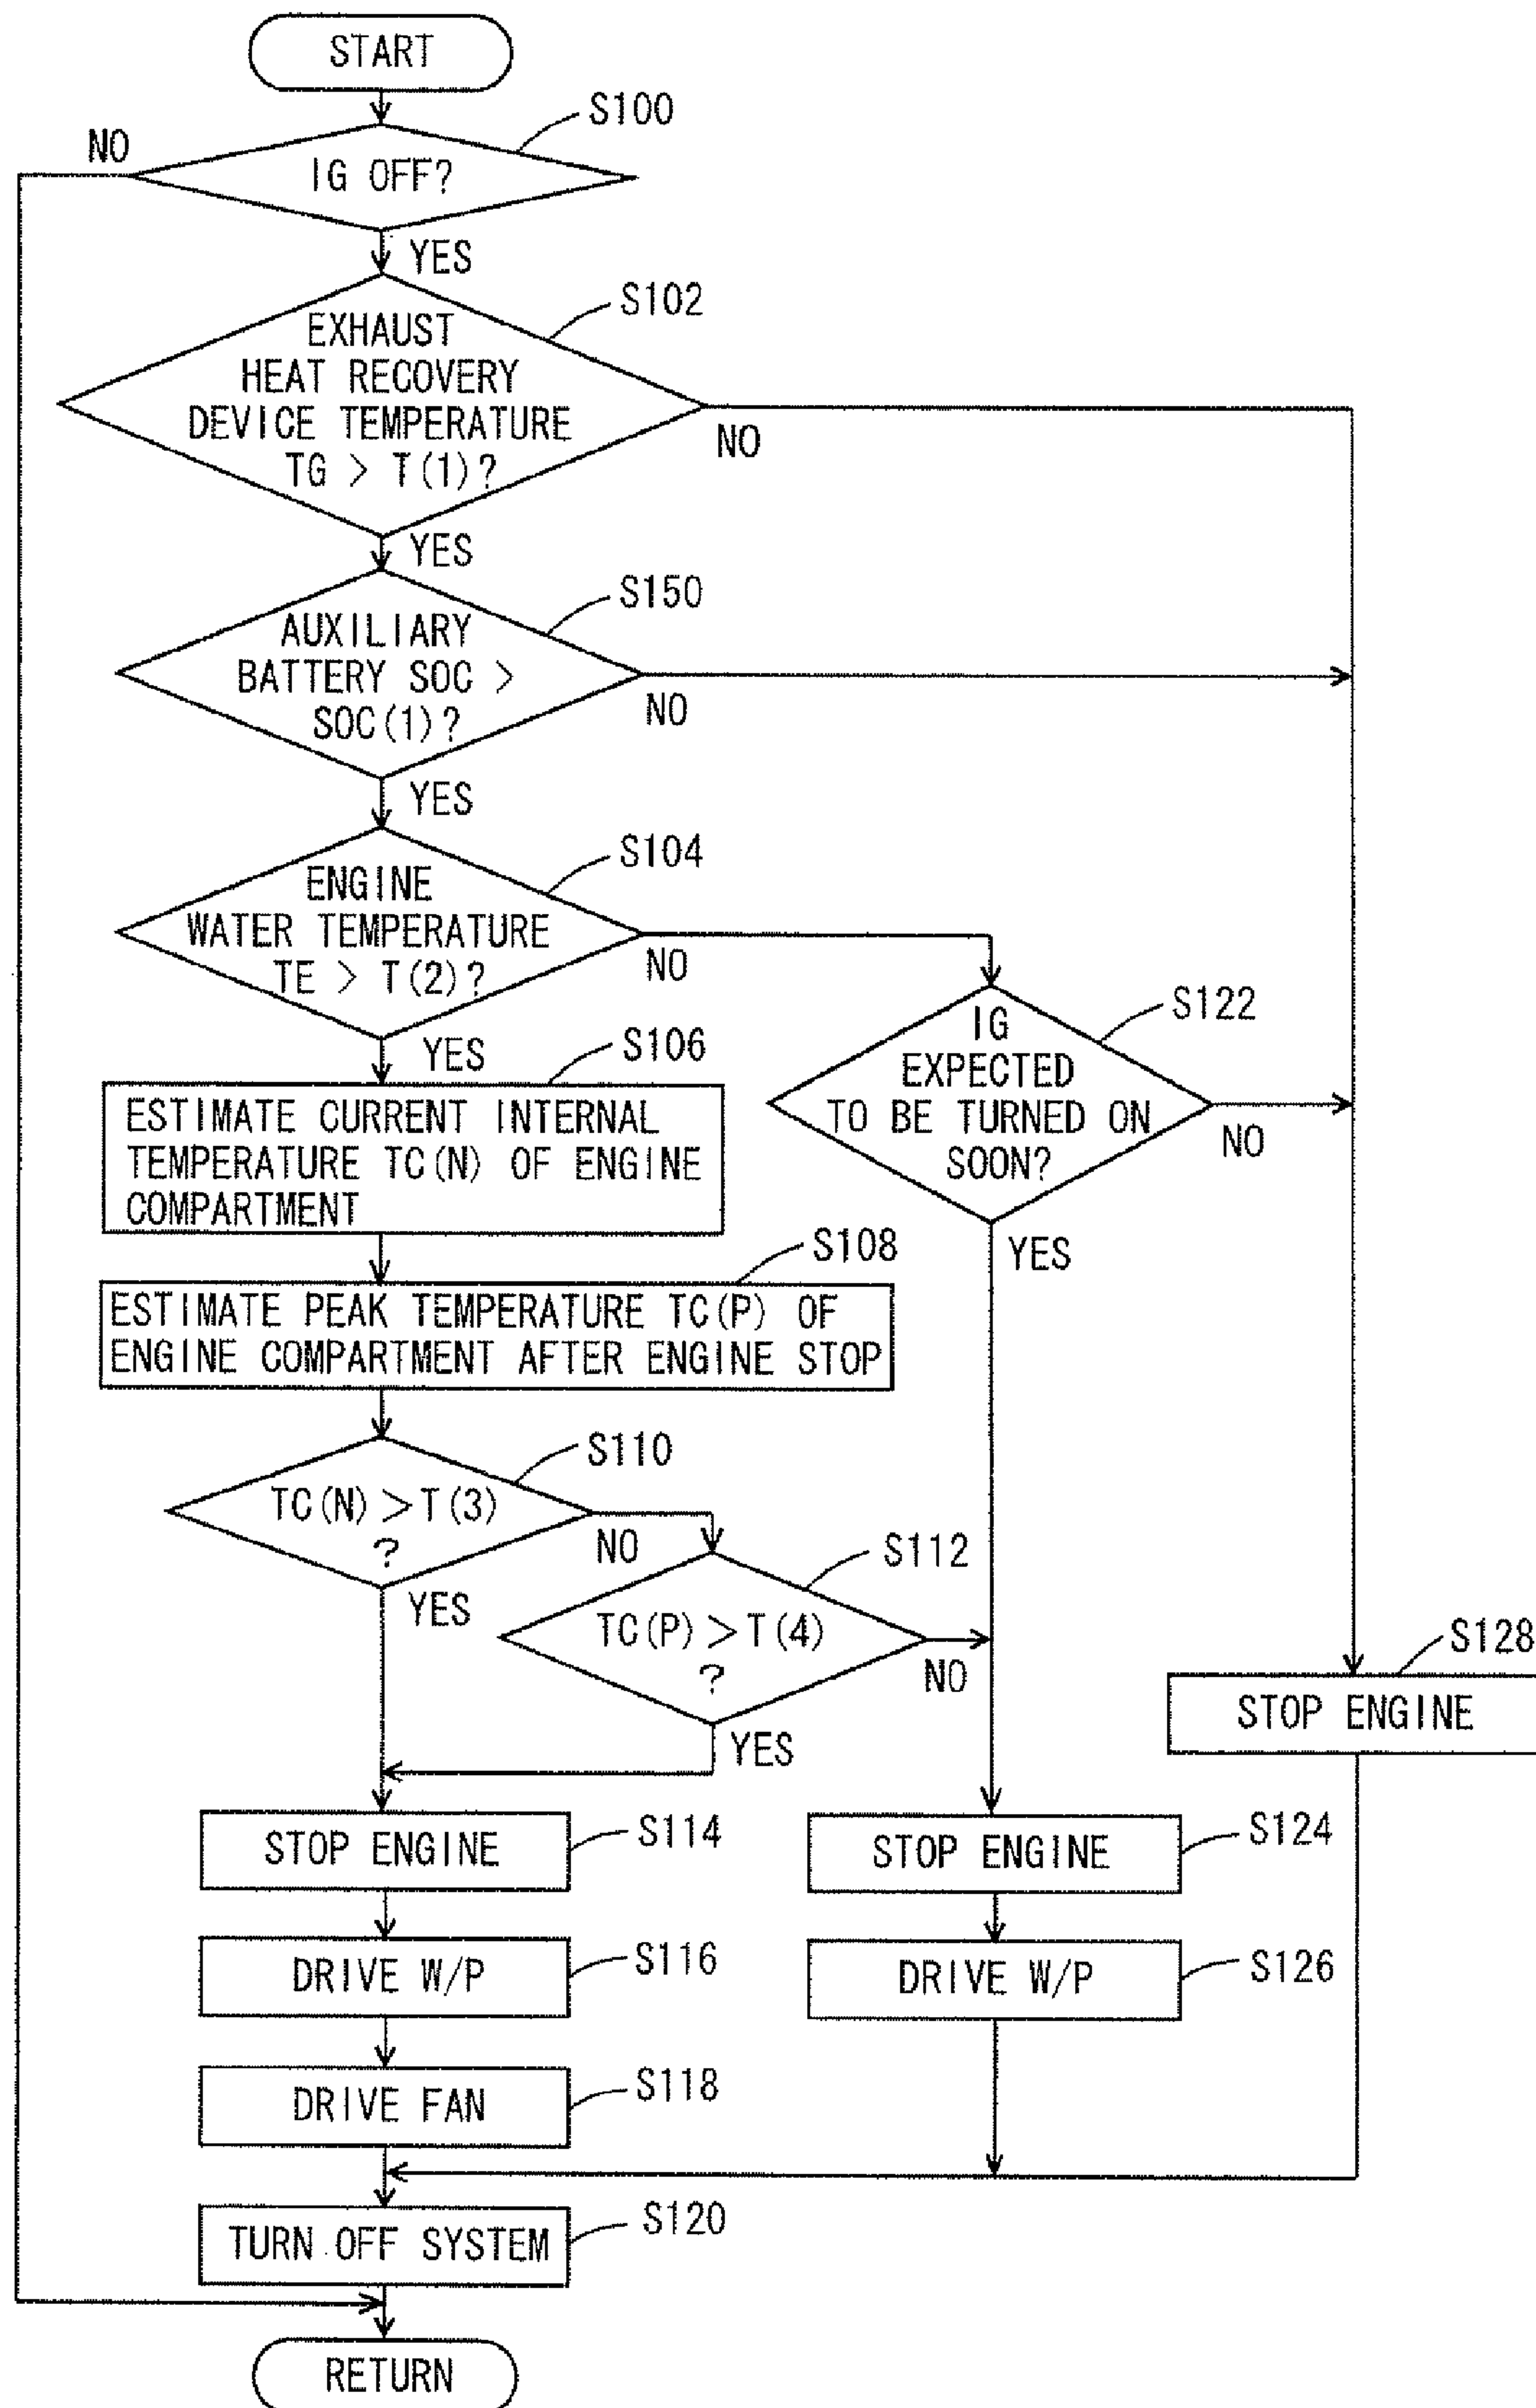 START
S100
NO
IG OFF?
YES
S102
EXHAUST
HEAT RECOVERY
DEVICE TEMPERATURE
TG > T(1)?
NO
YES
S150
AUXILIARY
BATTERY SOC >
SOC(1)?
NO
YES
S104
ENGINE
WATER TEMPERATURE
TE > T(2)?
NO
YES
S122
IG
EXPECTED
TO BE TURNED ON
SOON?
NO
YES
S106
ESTIMATE CURRENT INTERNAL
TEMPERATURE TC(N) OF ENGINE
COMPARTMENT
S108
ESTIMATE PEAK TEMPERATURE TC(P) OF
ENGINE COMPARTMENT AFTER ENGINE STOP
S110
TC(N) > T(3)
?
NO
YES
S112
TC(P) > T(4)
?
NO
YES
S128
STOP ENGINE
STOP ENGINE
S114
STOP ENGINE
S124
DRIVE W/P
S116
DRIVE W/P
S126
DRIVE FAN
S118
TURN OFF SYSTEM
S120
RETURN